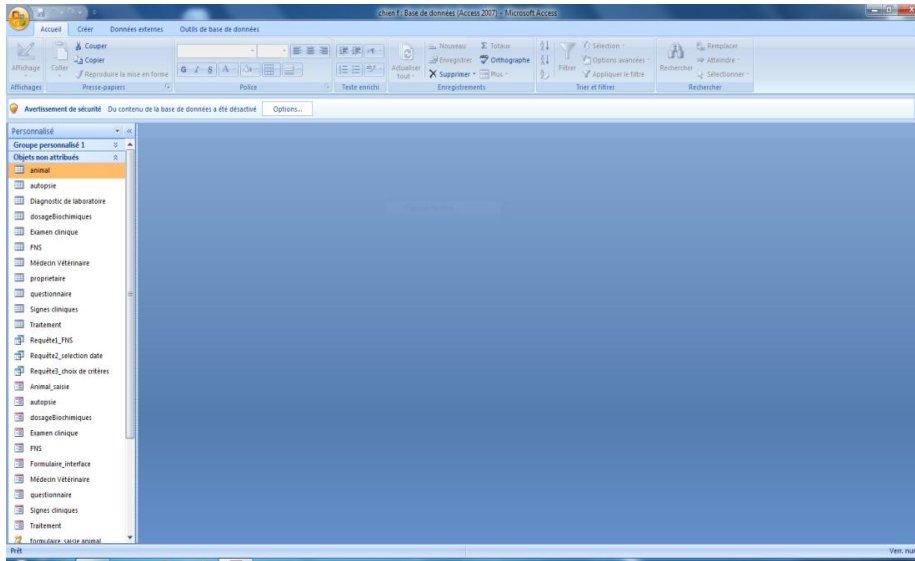 chien f : Base de données (Access 2007) - Microsoft Access
Accueil Créer Données externes Outils de base de données
Affichage
Coller
Couper
Copier
Reproduire la mise en forme
G I S A
Actualiser tout
Nouveau
Enregistrer
Supprimer
Totaux
Orthographe
Plus
Filtrer
Sélection
Options avancées
Appliquer le filtre
Rechercher
Remplacer
Atteindre
Sélectionner
Affichages Presse-papiers Police Texte enrichi Enregistrements Trier et filtrer Rechercher
Avertissement de sécurité Du contenu de la base de données a été désactivé Options...
Personnalisé
Groupe personnalisé 1
Objets non attribués
animal
autopsie
Diagnostic de laboratoire
dosageBiochimiques
Examen clinique
FNS
Médecin Vétérinaire
proprietaire
questionnaire
Signes cliniques
Traitement
Requête1_FNS
Requête2_selection date
Requête3_choix de critères
Animal_saisie
autopsie
dosageBiochimiques
Examen clinique
FNS
Formulaire_interface
Médecin Vétérinaire
questionnaire
Signes cliniques
Traitement
formulaire_saisie animal
Prêt
Verr. num